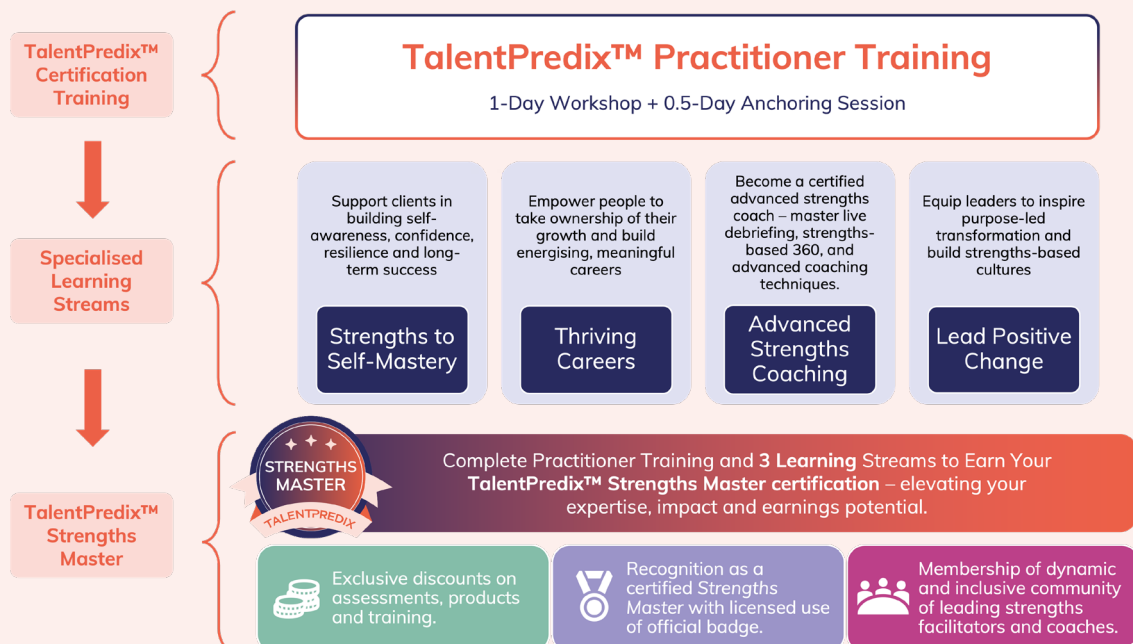 TalentPredix™
Certification
Training
TalentPredix™ Practitioner Training
1-Day Workshop + 0.5-Day Anchoring Session
Specialised
Learning
Streams
Support clients in
building self-
awareness, confidence,
resilience and long-
term success
Strengths to
Self-Mastery
Empower people to
take ownership of their
growth and build
energising, meaningful
careers
Thriving
Careers
Become a certified
advanced strengths
coach – master live
debriefing, strengths-
based 360, and
advanced coaching
techniques.
Advanced
Strengths
Coaching
Equip leaders to inspire
purpose-led
transformation and
build strengths-based
cultures
Lead Positive
Change
TalentPredix™
Strengths
Master
STRENGTHS
MASTER
TALENTPREDIX
Complete Practitioner Training and 3 Learning Streams to Earn Your
TalentPredix™ Strengths Master certification – elevating your
expertise, impact and earnings potential.
Exclusive discounts on
assessments, products
and training.
Recognition as a
certified Strengths
Master with licensed use
of official badge.
Membership of dynamic
and inclusive community
of leading strengths
facilitators and coaches.